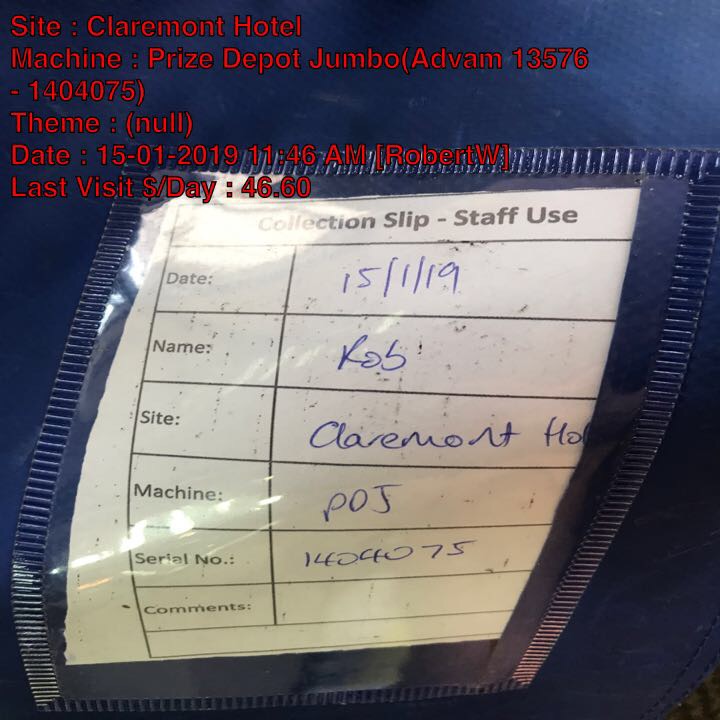 Site : Claremont Hotel
Machine : Prize Depot Jumbo(Advam 13576
- 1404075)
Theme : (null)
Date : 15-01-2019 11:46 AM [RobertW]
Last Visit $/Day : 46.60
Collection Slip - Staff Use
Date: 15/1/19
Name: Rob
Site: Claremont Ho
Machine: PDJ
Serial No.: 1404075
Comments: